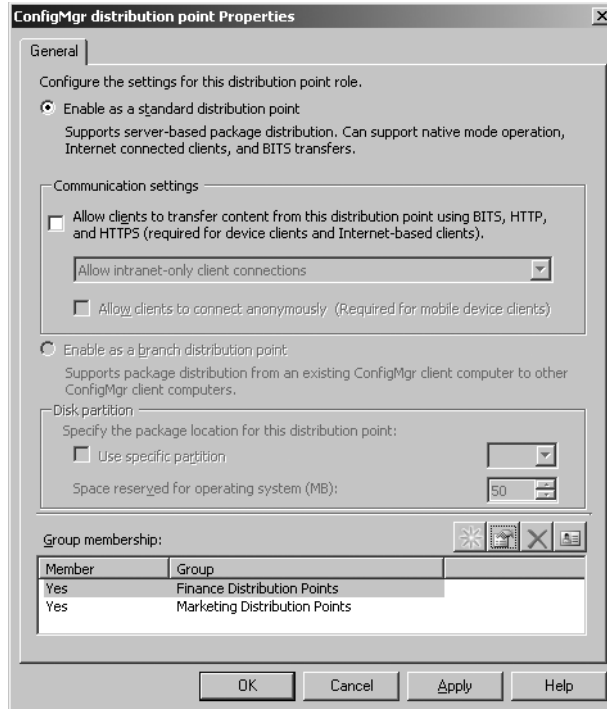 ConfigMgr distribution point Properties
General
Configure the settings for this distribution point role.
Enable as a standard distribution point
Supports server-based package distribution. Can support native mode operation,
Internet connected clients, and BITS transfers.
Communication settings
Allow clients to transfer content from this distribution point using BITS, HTTP,
and HTTPS (required for device clients and Internet-based clients).
Allow intranet-only client connections
Allow clients to connect anonymously (Required for mobile device clients)
Enable as a branch distribution point
Supports package distribution from an existing ConfigMgr client computer to other
ConfigMgr client computers.
Disk partition
Specify the package location for this distribution point:
Use specific partition
Space reserved for operating system (MB):
50
Group membership:
Member Group
Yes Finance Distribution Points
Yes Marketing Distribution Points
OK Cancel Apply Help